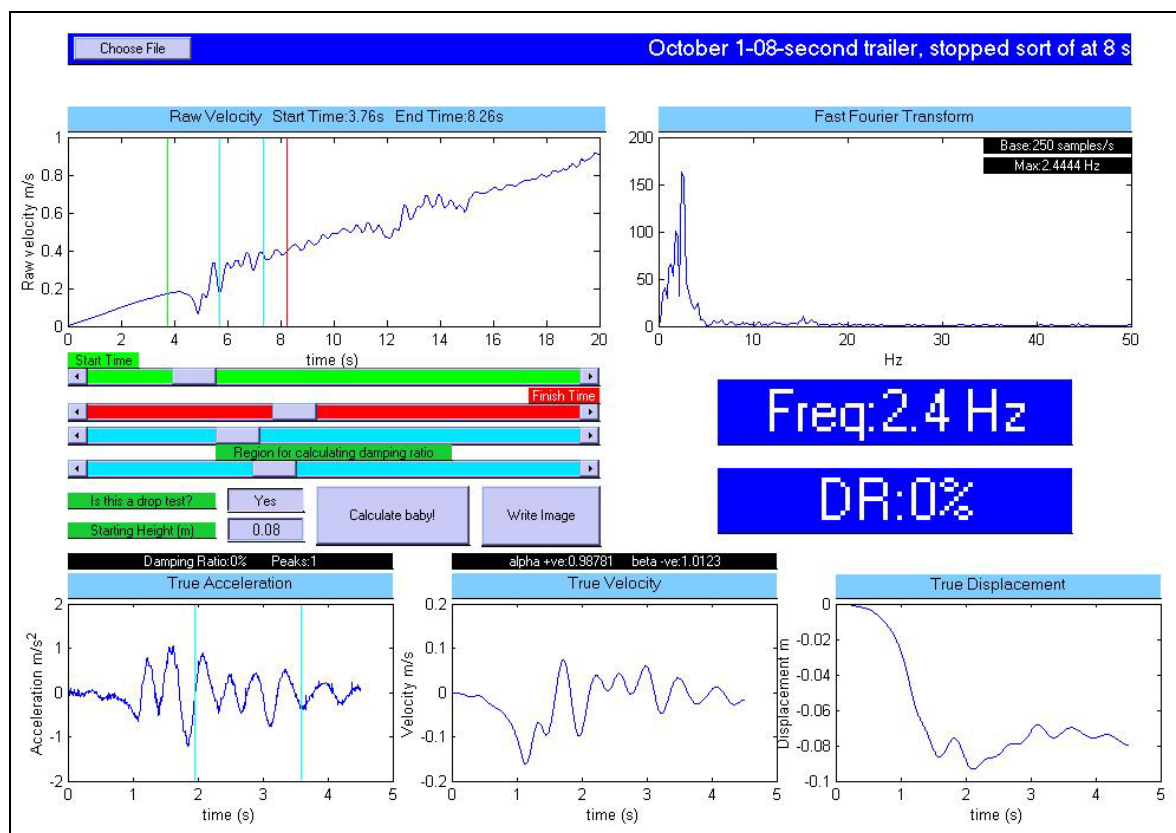 Choose File
October 1-08-second trailer, stopped sort of at 8 s
Raw Velocity Start Time:3.76s End Time:8.26s
Raw velocity m/s
1
0.8
0.6
0.4
0.2
0
0 2 4 6 8 10 12 14 16 18 20
time (s)
Fast Fourier Transform
Base:250 samples/s
Max:2.4444 Hz
200
150
100
50
0
0 10 20 30 40 50
Hz
Start Time
Finish Time
Region for calculating damping ratio
Is this a drop test?
Yes
Starting Height (m)
0.08
Calculate baby!
Write Image
Freq:2.4 Hz
DR:0%
Damping Ratio:0% Peaks:1
True Acceleration
Acceleration m/s²
2
1
0
-1
-2
0 1 2 3 4 5
time (s)
alpha +ve:0.98781 beta -ve:1.0123
True Velocity
Velocity m/s
0.2
0.1
0
-0.1
-0.2
0 1 2 3 4 5
time (s)
True Displacement
Displacement m
0
-0.02
-0.04
-0.06
-0.08
-0.1
0 1 2 3 4 5
time (s)